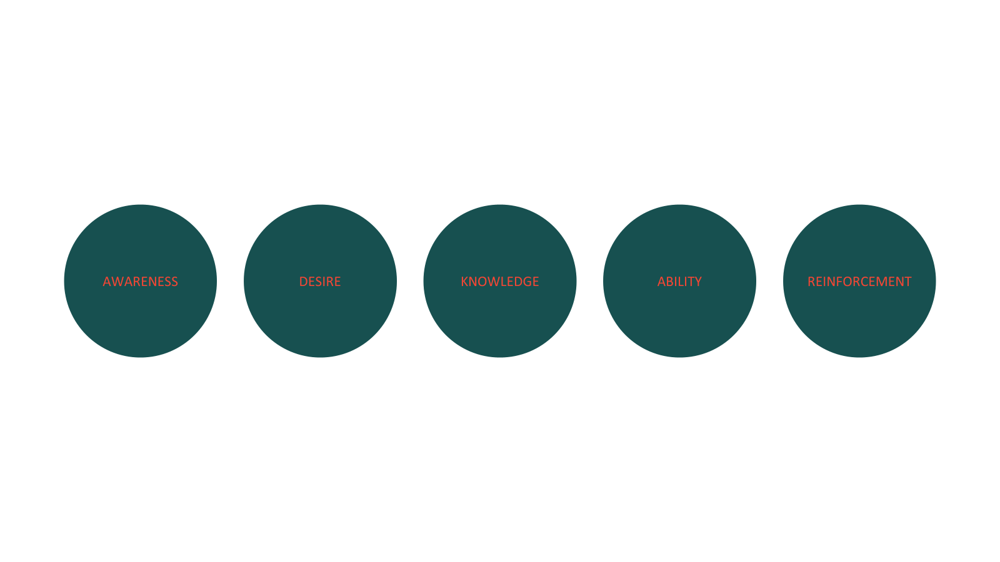 AWARENESS
DESIRE
KNOWLEDGE
ABILITY
REINFORCEMENT